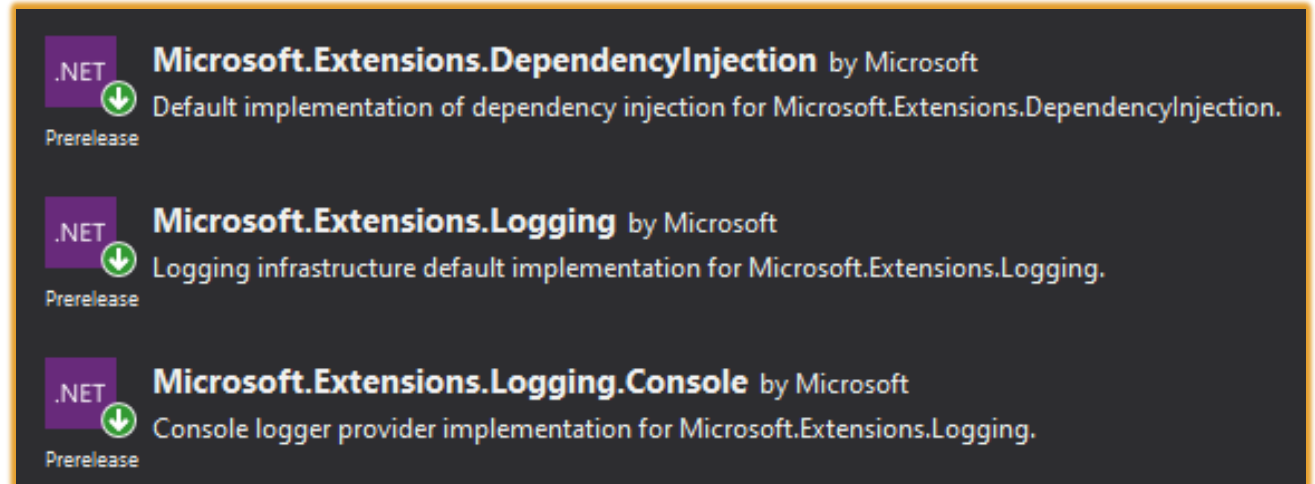 .NET
Microsoft.Extensions.DependencyInjection by Microsoft
Default implementation of dependency injection for Microsoft.Extensions.DependencyInjection.
Prerelease
.NET
Microsoft.Extensions.Logging by Microsoft
Logging infrastructure default implementation for Microsoft.Extensions.Logging.
Prerelease
.NET
Microsoft.Extensions.Logging.Console by Microsoft
Console logger provider implementation for Microsoft.Extensions.Logging.
Prerelease